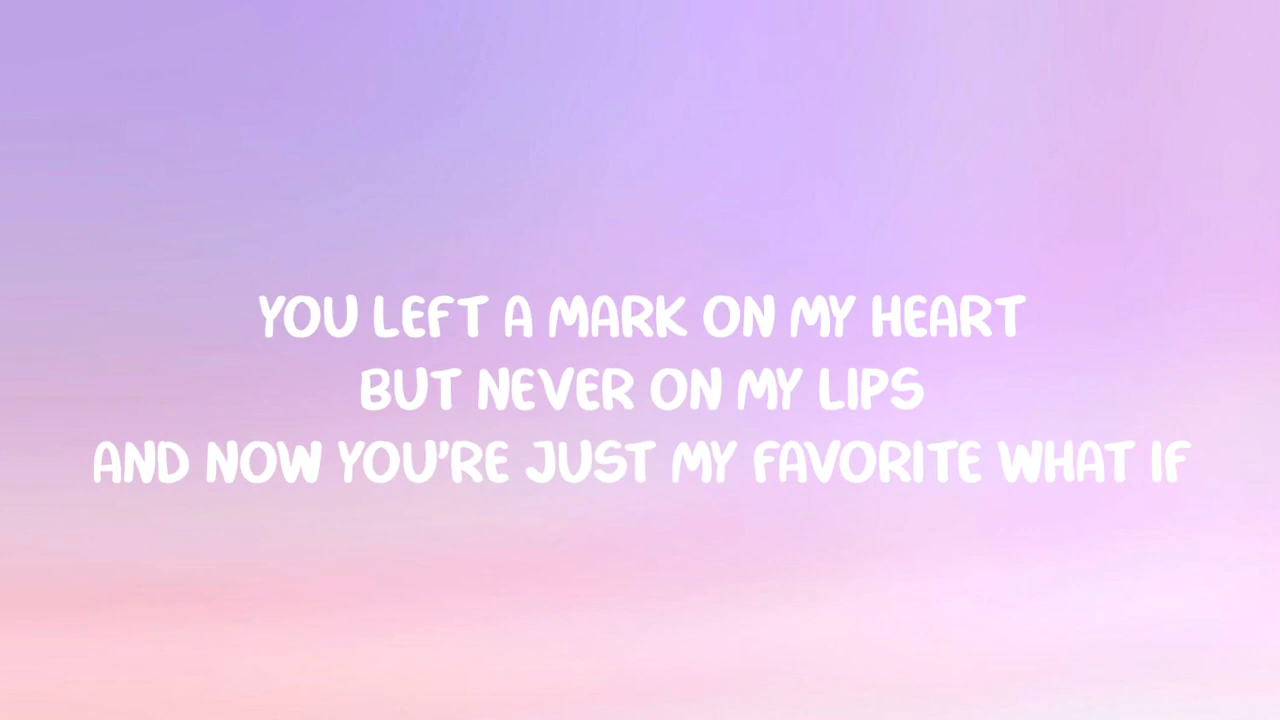 YOU LEFT A MARK ON MY HEART
BUT NEVER ON MY LIPS
AND NOW YOU'RE JUST MY FAVORITE WHAT IF